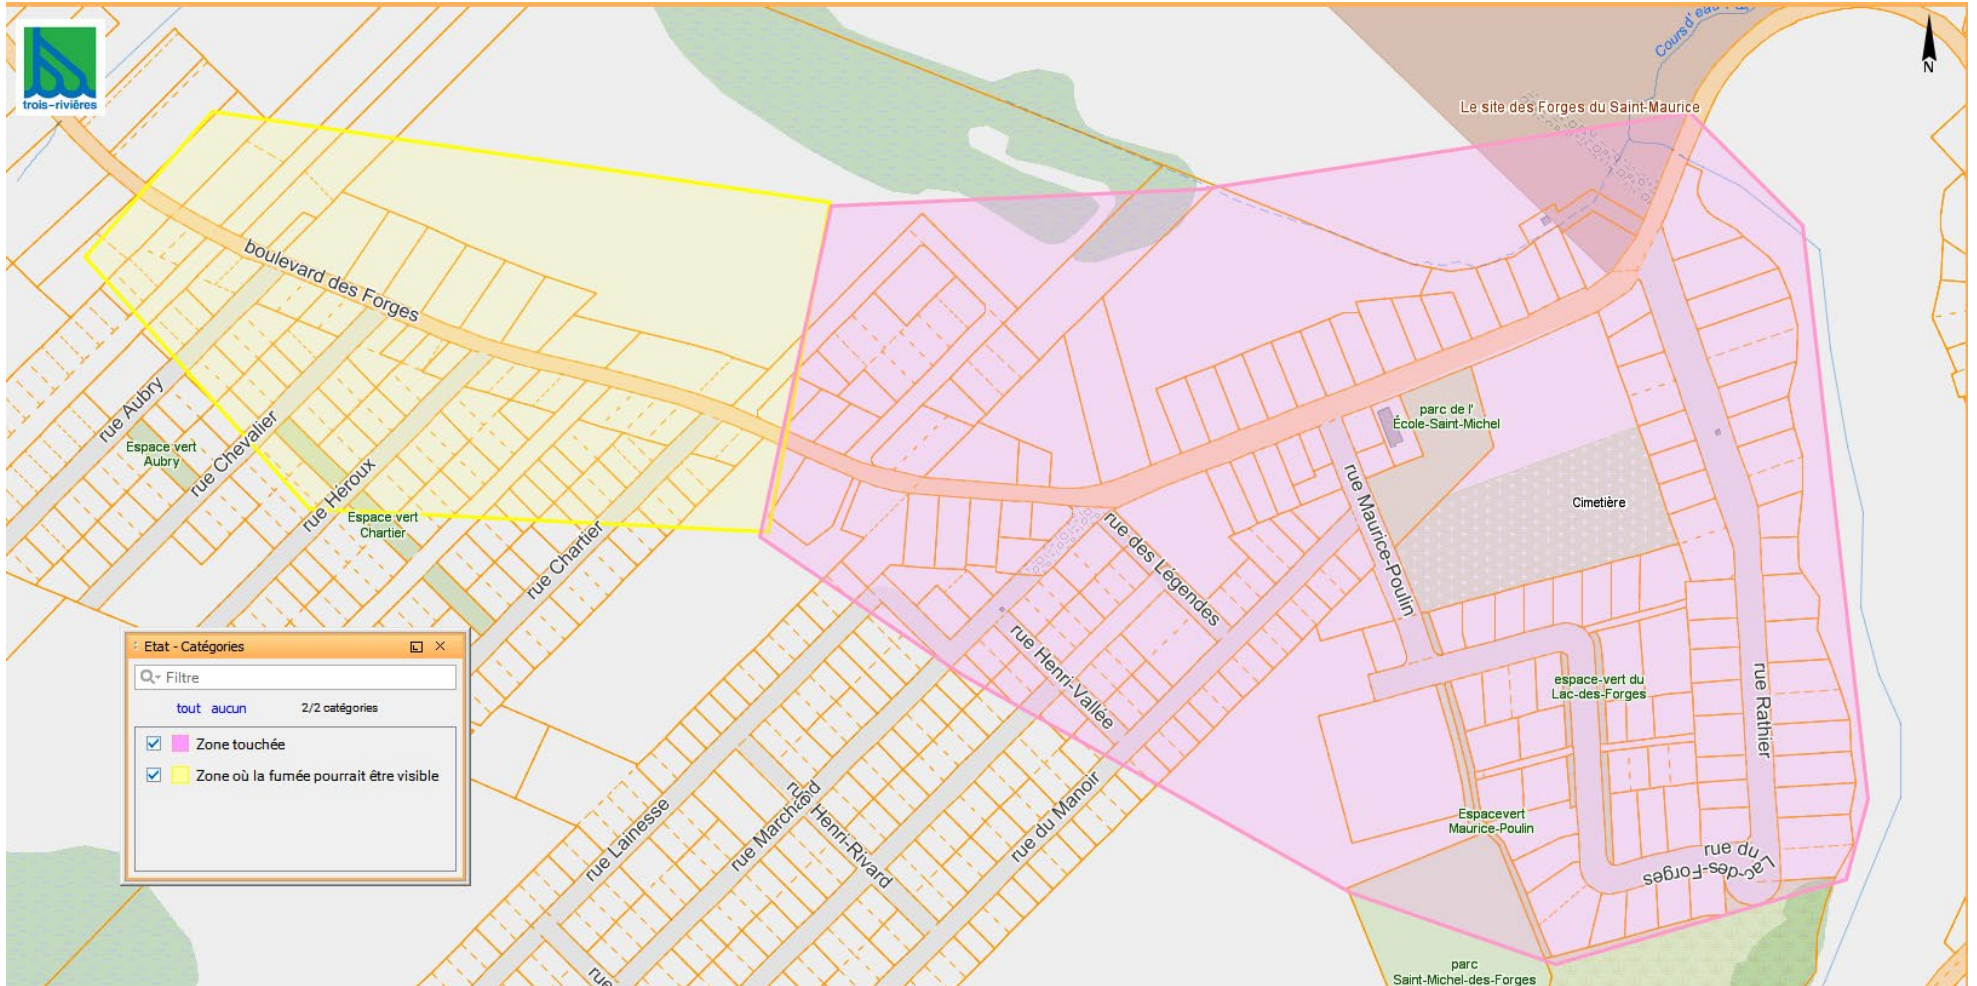 trois-rivières
Cours d'eau
N
Le site des Forges du Saint-Maurice
boulevard des Forges
rue Aubry
rue Chevalier
Espace vert
Aubry
rue Héroux
Espace vert
Chartier
rue Chartier
parc de l'
École-Saint-Michel
Cimetière
rue Maurice-Poulin
rue des Légendes
rue Henri-Vallée
espace-vert du
Lac-des-Forges
rue Rathier
Etat - Catégories
Filtre
tout aucun 2/2 catégories
Zone touchée
Zone où la fumée pourrait être visible
rue Lainesse
rue Marchand
rue Henri-Rivard
rue du Manoir
Espacevert
Maurice-Poulin
rue du Lac-des-Forges
rue
parc
Saint-Michel-des-Forges